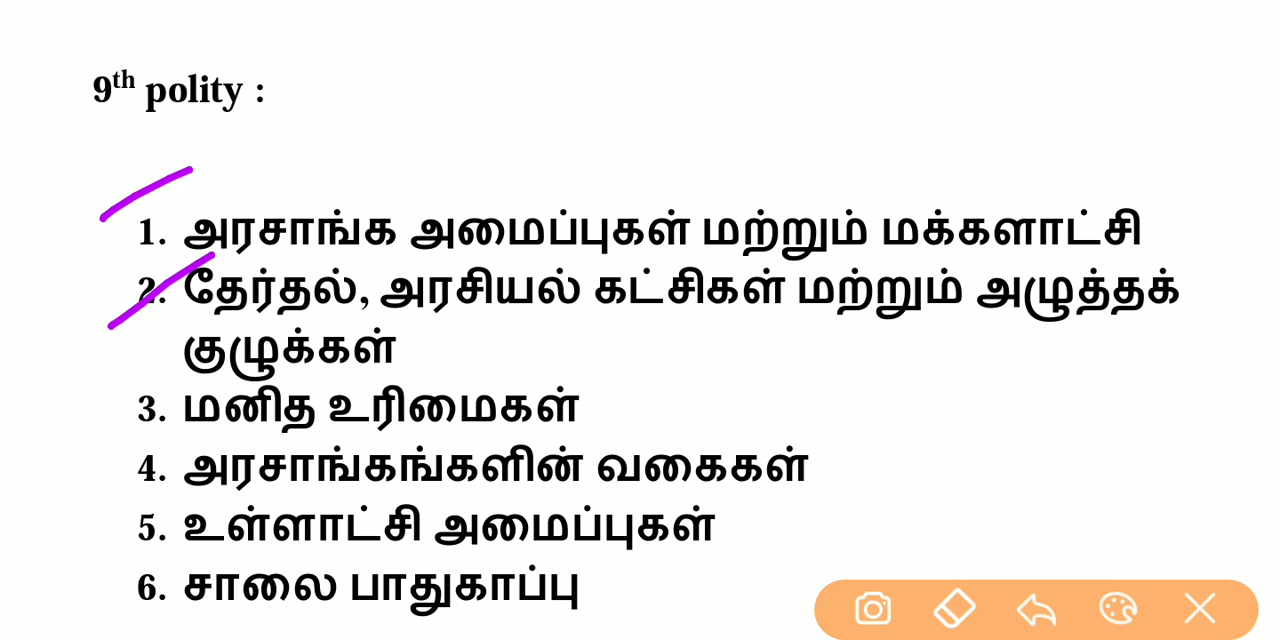 9th polity :
1. அரசாங்க அமைப்புகள் மற்றும் மக்களாட்சி
2. தேர்தல், அரசியல் கட்சிகள் மற்றும் அழுத்தக்
குழுக்கள்
3. மனித உரிமைகள்
4. அரசாங்கங்களின் வகைகள்
5. உள்ளாட்சி அமைப்புகள்
6. சாலை பாதுகாப்பு